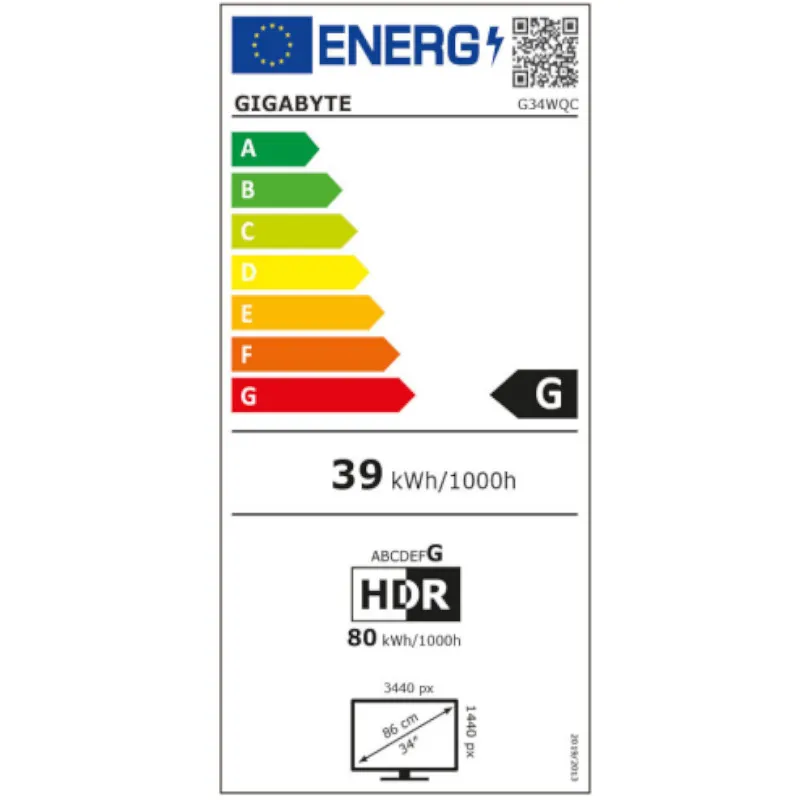 ENERG
GIGABYTE
G34WQC
A
B
C
D
E
F
G
G
39 kWh/1000h
ABCDEFG
HDR
80 kWh/1000h
3440 px
1440 px
86 cm
34"
2019/2013